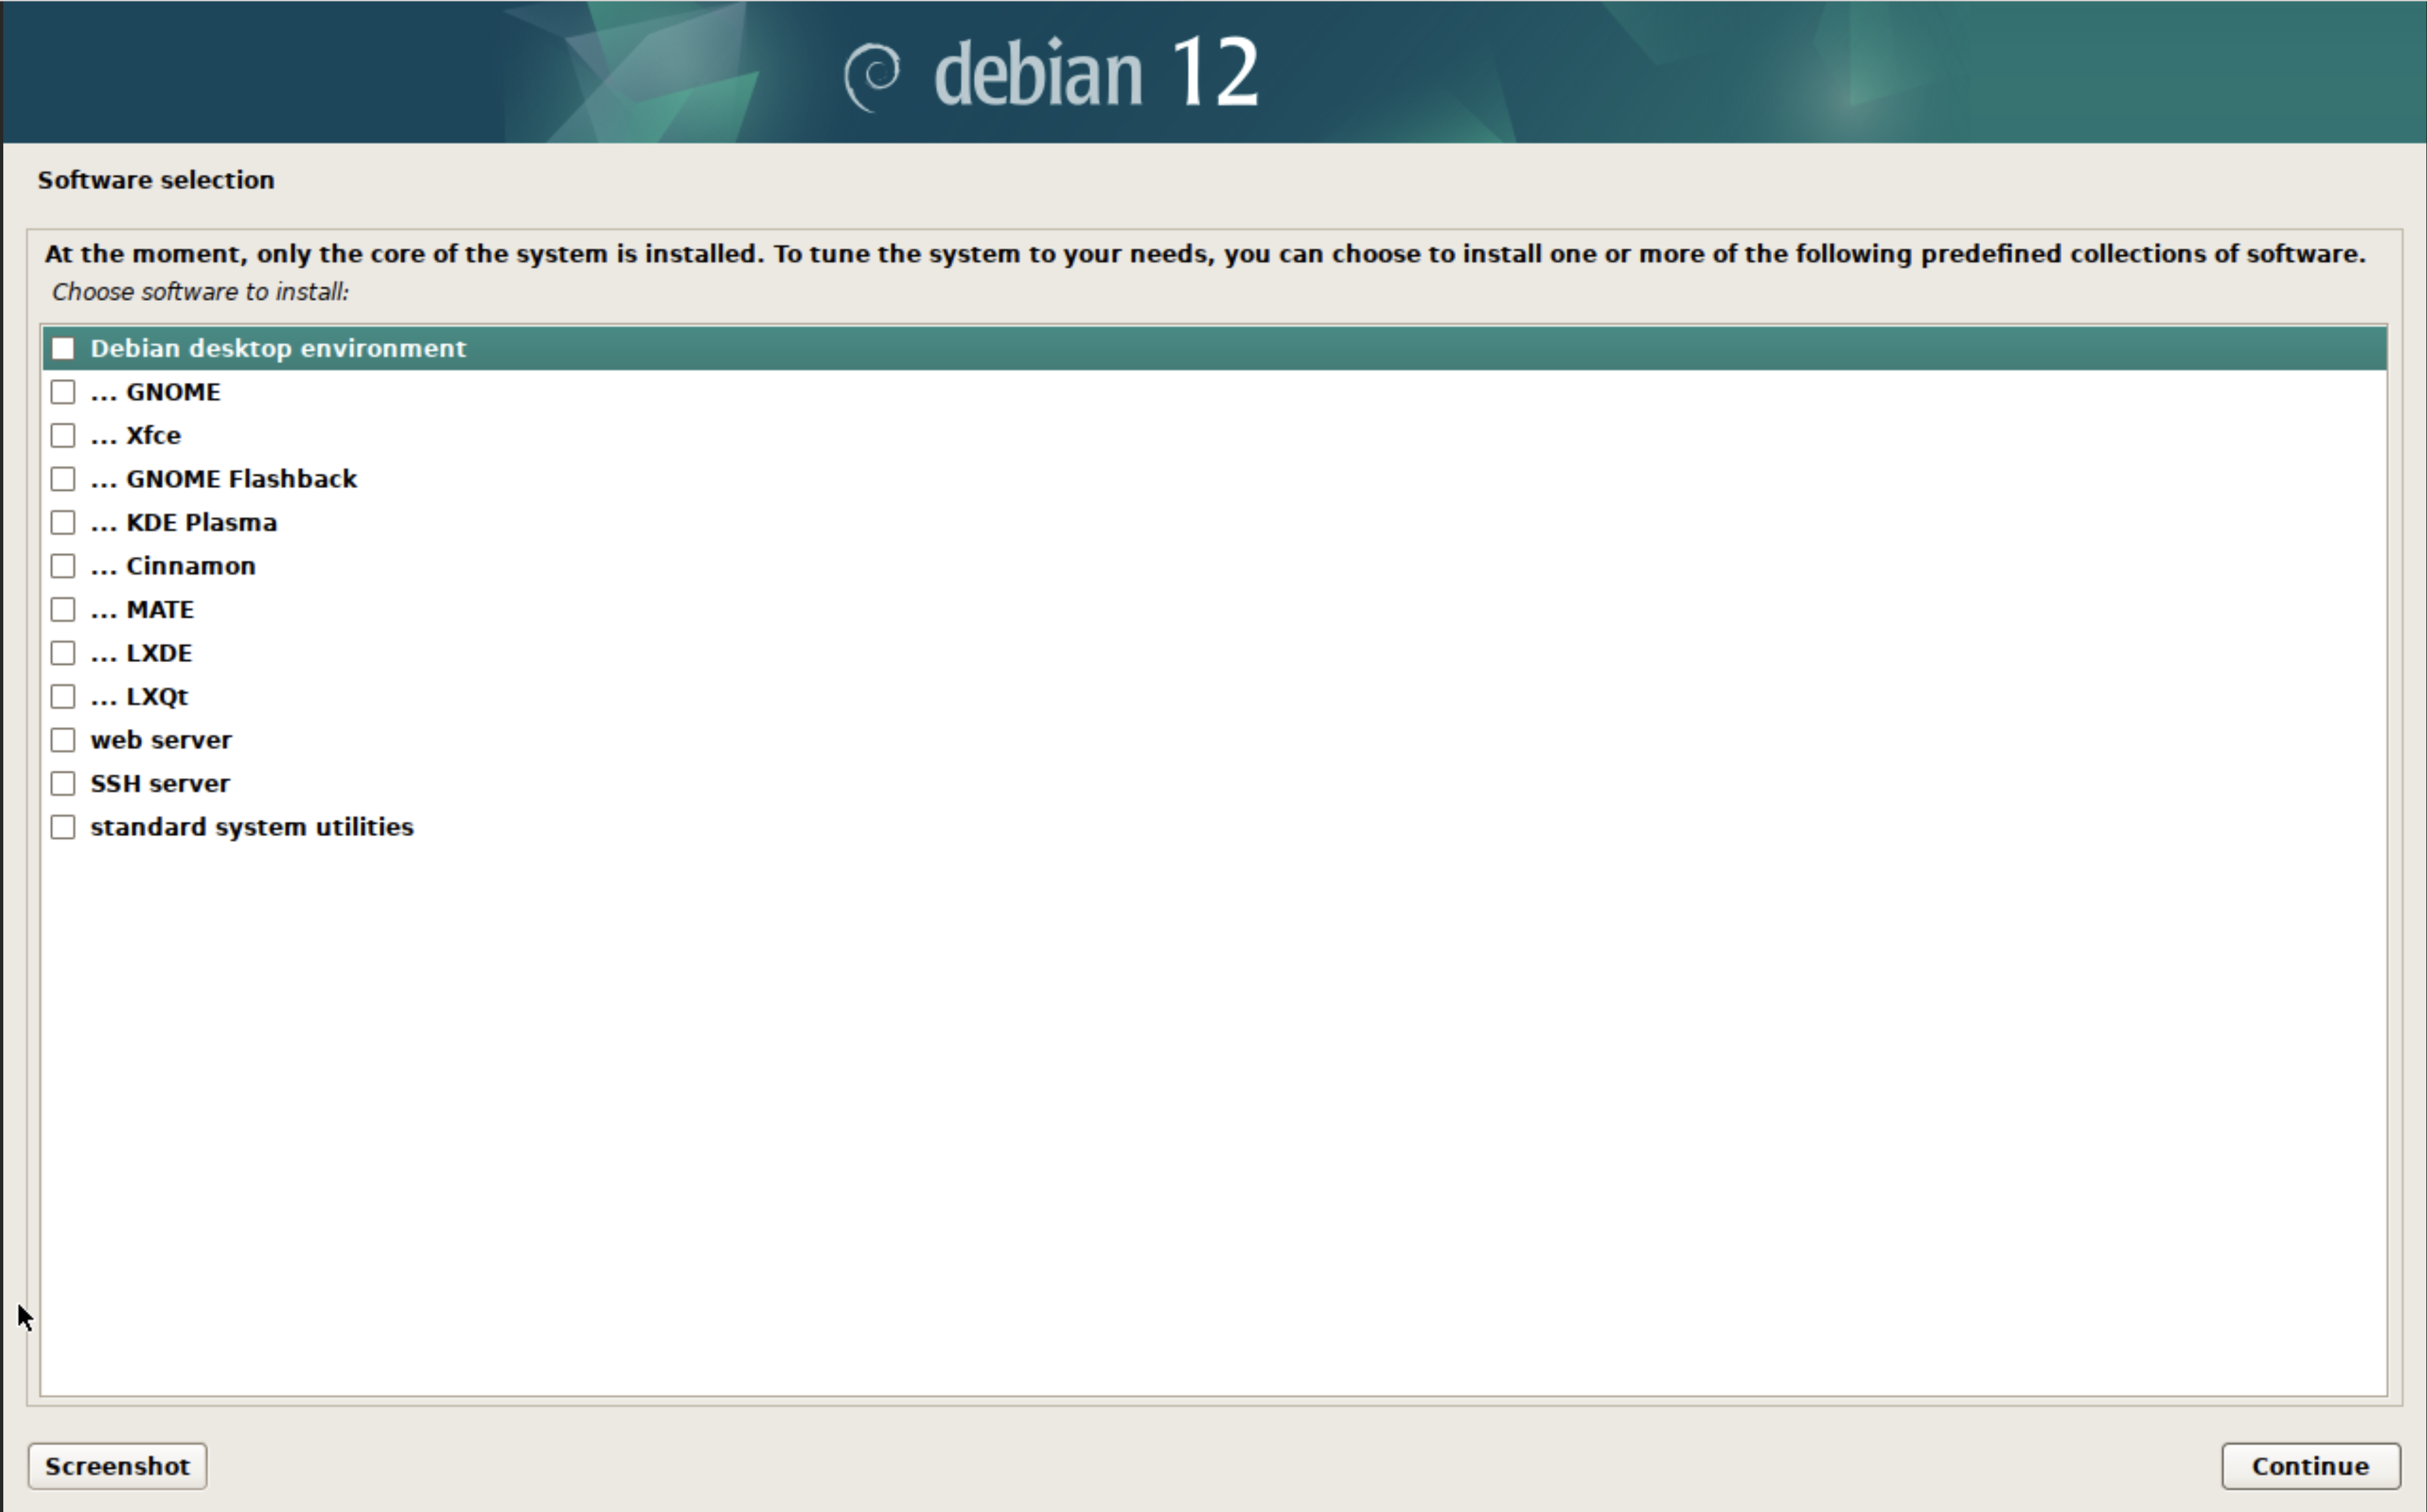 debian 12
Software selection
At the moment, only the core of the system is installed. To tune the system to your needs, you can choose to install one or more of the following predefined collections of software.
Choose software to install:
Debian desktop environment
... GNOME
... Xfce
... GNOME Flashback
... KDE Plasma
... Cinnamon
... MATE
... LXDE
... LXQt
web server
SSH server
standard system utilities
Screenshot
Continue